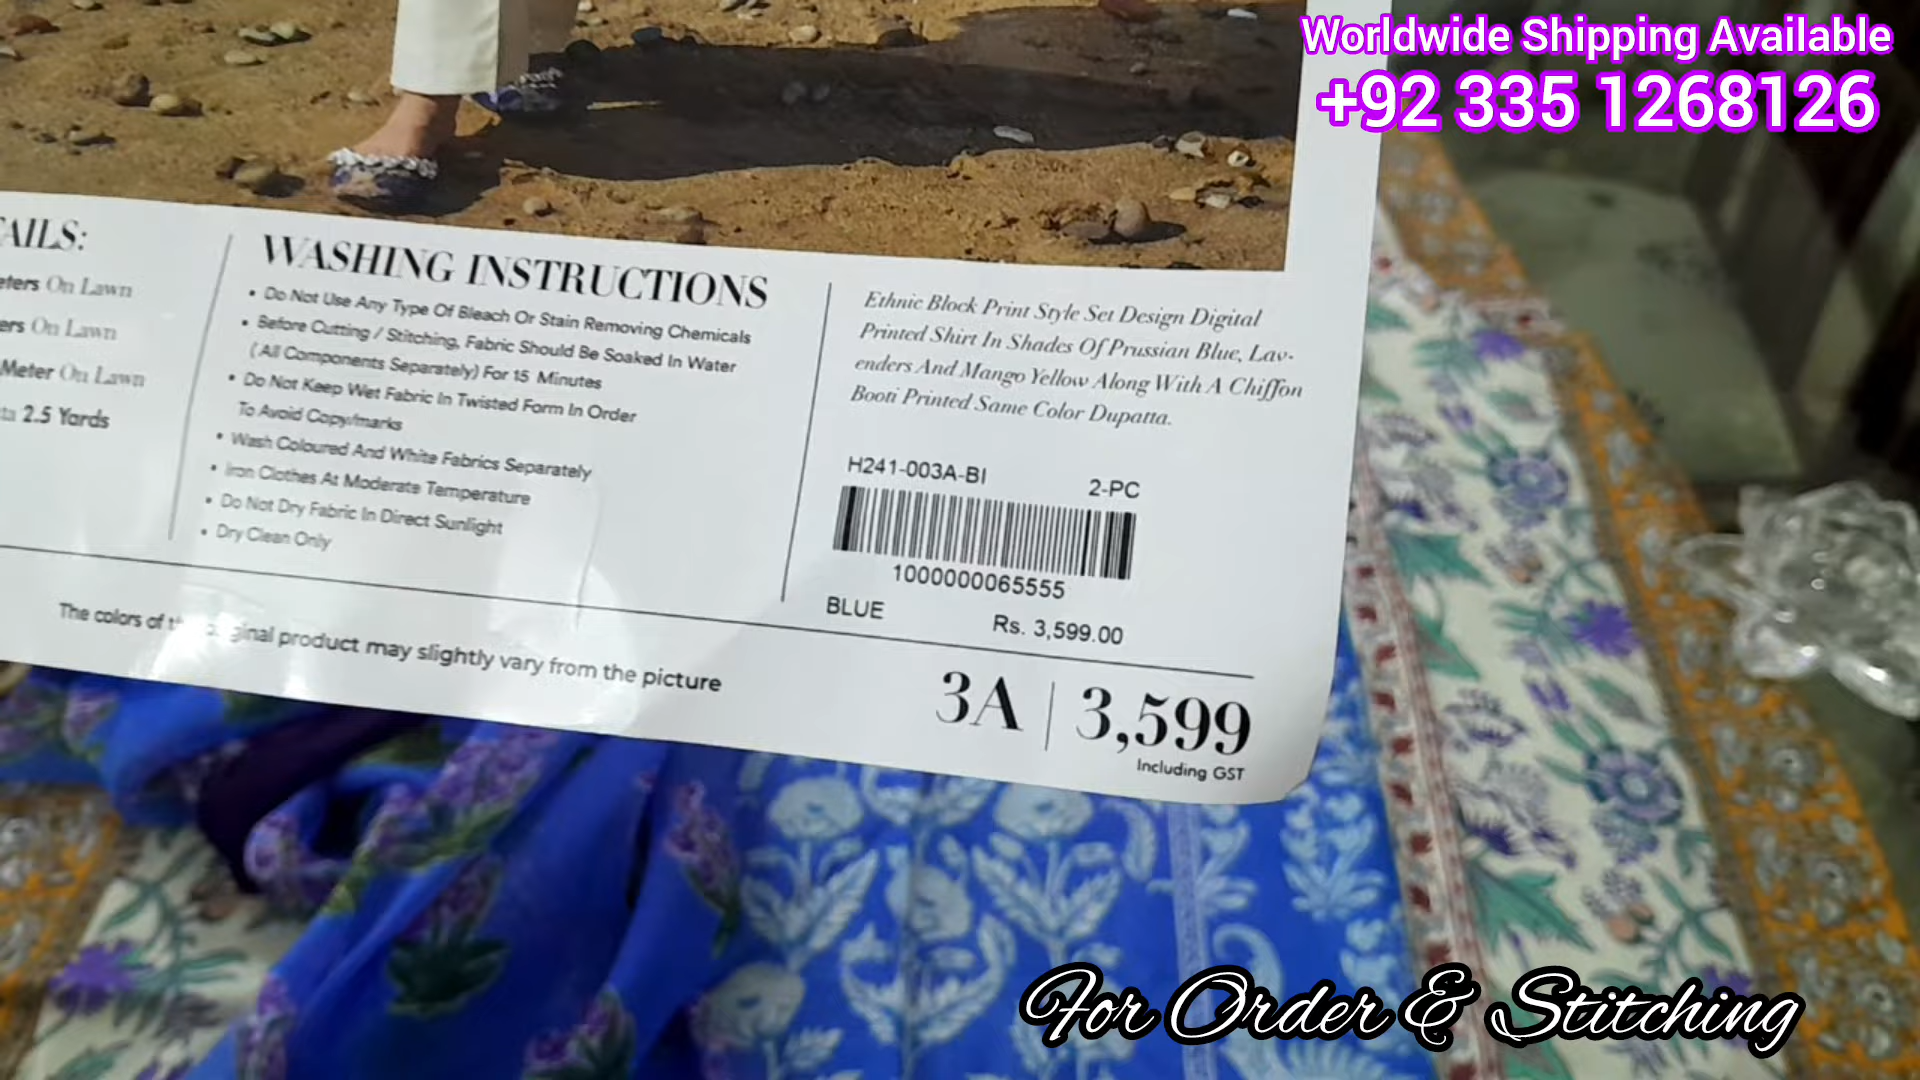 Worldwide Shipping Available
+92 335 1268126
AILS:
On Lawn
On Lawn
Meter On Lawn
2.5 Yards
WASHING INSTRUCTIONS
• Do Not Use Any Type Of Bleach Or Stain Removing Chemicals
• Before Cutting / Stitching, Fabric Should Be Soaked In Water
( All Components Separately) For 15 Minutes
• Do Not Keep Wet Fabric In Twisted Form In Order
To Avoid Copy/marks
• Wash Coloured And White Fabrics Separately
• Iron Clothes At Moderate Temperature
• Do Not Dry Fabric In Direct Sunlight
• Dry Clean Only
Ethnic Block Print Style Set Design Digital
Printed Shirt In Shades Of Prussian Blue, Lav-
enders And Mango Yellow Along With A Chiffon
Booti Printed Same Color Dupatta.
H241-003A-BI 2-PC
1000000065555
BLUE Rs. 3,599.00
The colors of product may slightly vary from the picture
3A | 3,599
Including GST
For Order & Stitching